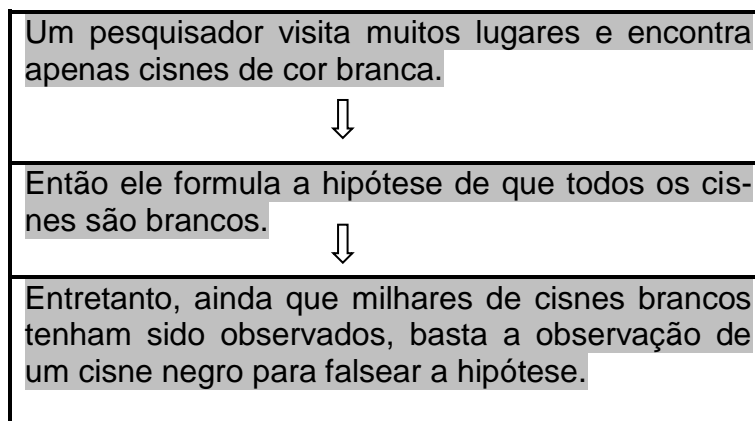 Um pesquisador visita muitos lugares e encontra
apenas cisnes de cor branca.
Então ele formula a hipótese de que todos os cis-
nes são brancos.
Entretanto, ainda que milhares de cisnes brancos
tenham sido observados, basta a observação de
um cisne negro para falsear a hipótese.